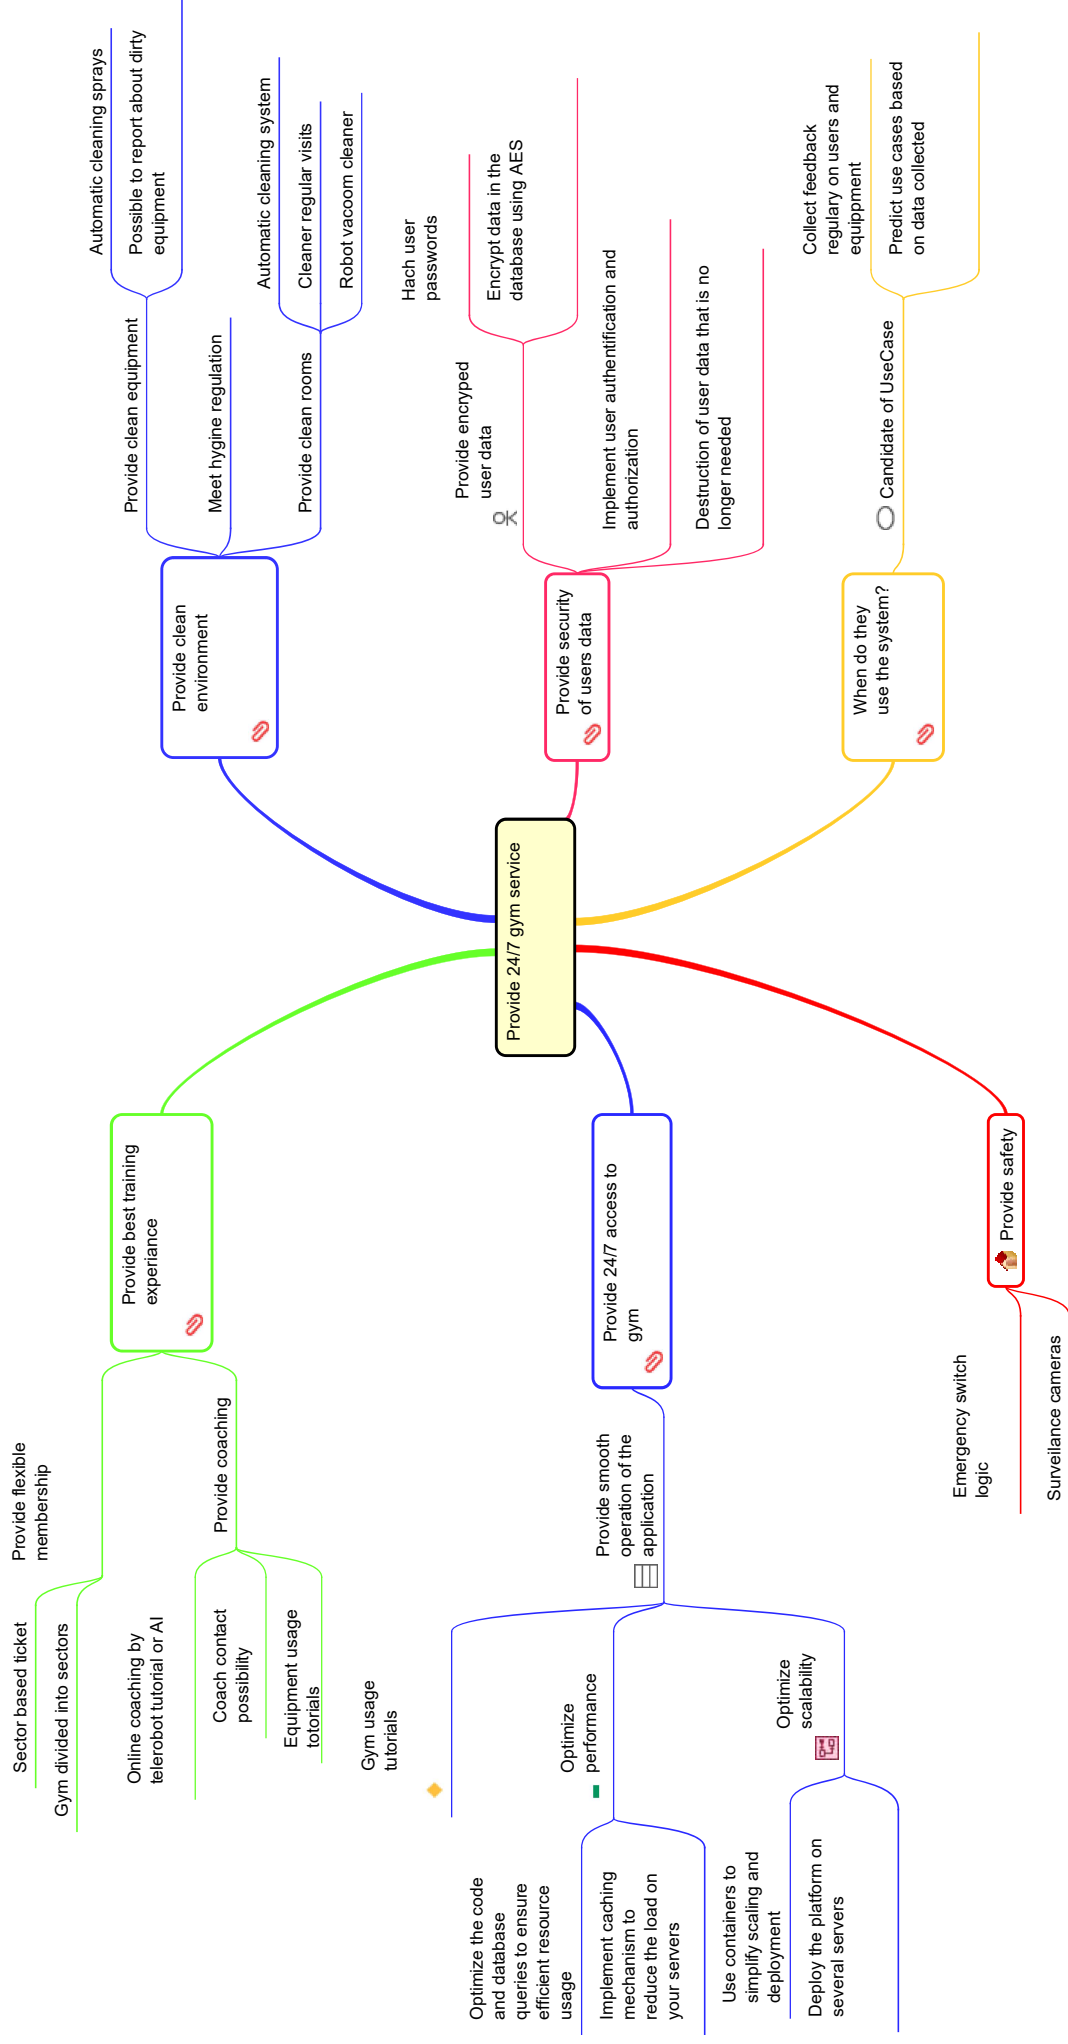 Provide 24/7 gym service
Provide clean
environment
Provide clean equipment
Automatic cleaning sprays
Possible to report about dirty
equipment
Meet hygine regulation
Provide clean rooms
Automatic cleaning system
Cleaner regular visits
Robot vacoom cleaner
Provide security
of users data
Provide encryped
user data
Hach user
passwords
Encrypt data in the
database using AES
Implement user authentification and
authorization
Destruction of user data that is no
longer needed
When do they
use the system?
Candidate of UseCase
Collect feedback
regulary on users and
equippment
Predict use cases based
on data collected
Provide best training
experiance
Provide flexible
membership
Sector based ticket
Gym divided into sectors
Provide coaching
Online coaching by
telerobot tutorial or AI
Coach contact
possibility
Equipment usage
totorials
Provide 24/7 access to
gym
Provide smooth
operation of the
application
Gym usage
tutorials
Optimize
performance
Optimize the code
and database
queries to ensure
efficient resource
usage
Implement caching
mechanism to
reduce the load on
your servers
Optimize
scalability
Use containers to
simplify scaling and
deployment
Deploy the platform on
several servers
Provide safety
Emergency switch
logic
Surveilance cameras